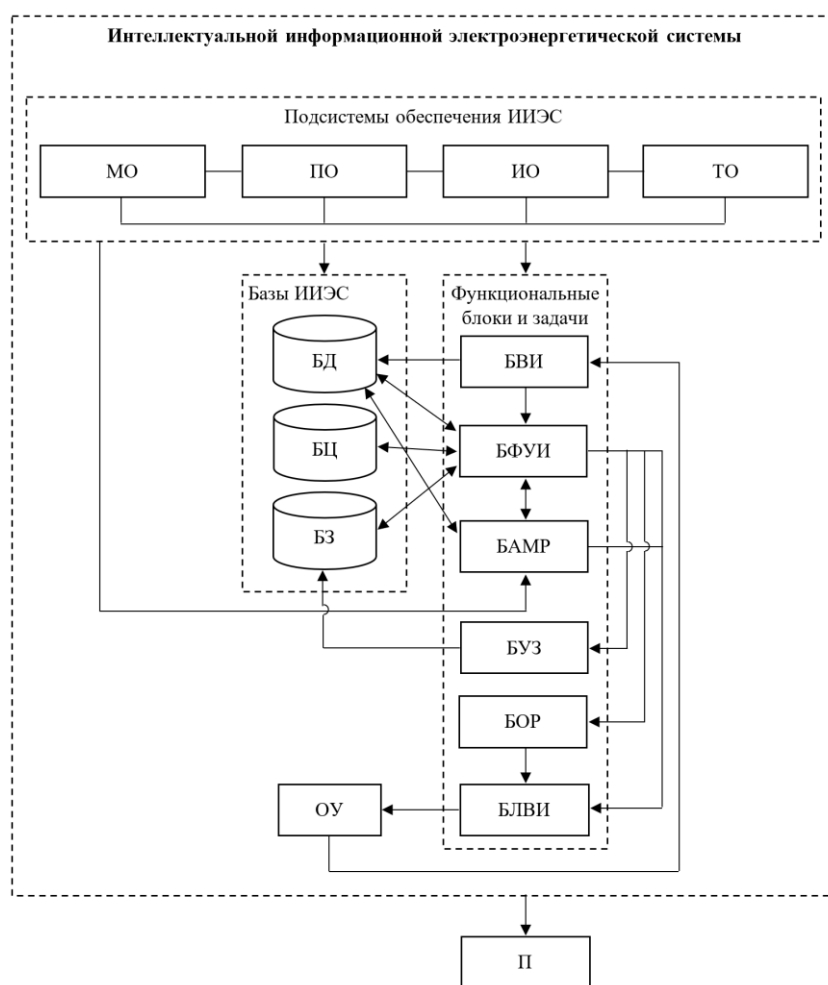 Интеллектуальной информационной электроэнергетической системы
Подсистемы обеспечения ИИЭС
МО
ПО
ИО
ТО
Базы ИИЭС
БД
БЦ
БЗ
Функциональные
блоки и задачи
БВИ
БФУИ
БАМР
БУЗ
БОР
БЛВИ
ОУ
П